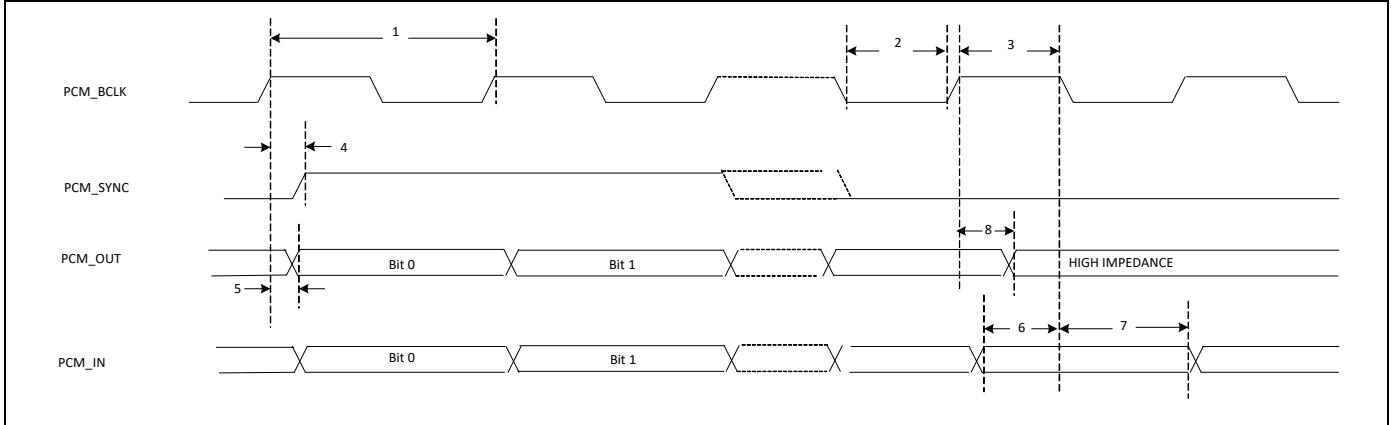 1
2
3
PCM_BCLK
4
PCM_SYNC
8
PCM_OUT
Bit 0
Bit 1
HIGH IMPEDANCE
5
6
7
PCM_IN
Bit 0
Bit 1